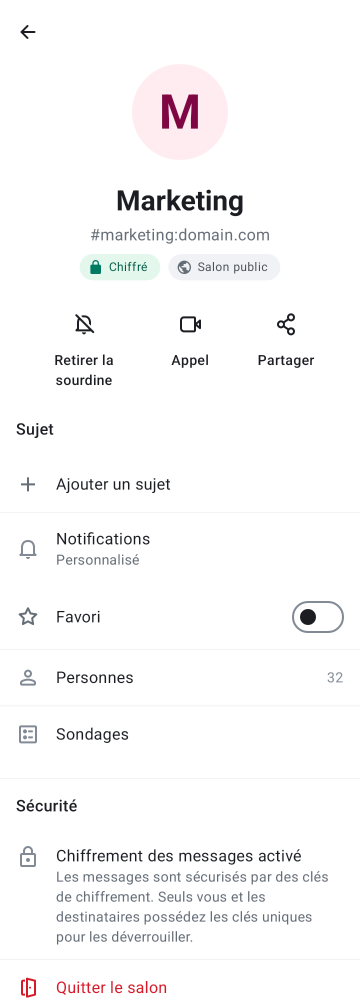 M
Marketing
#marketing:domain.com
Chiffré
Salon public
Retirer la
sourdine
Appel
Partager
Sujet
Ajouter un sujet
Notifications
Personnalisé
Favori
Personnes
32
Sondages
Sécurité
Chiffrement des messages activé
Les messages sont sécurisés par des clés
de chiffrement. Seuls vous et les
destinataires possédez les clés uniques
pour les déverrouiller.
Quitter le salon